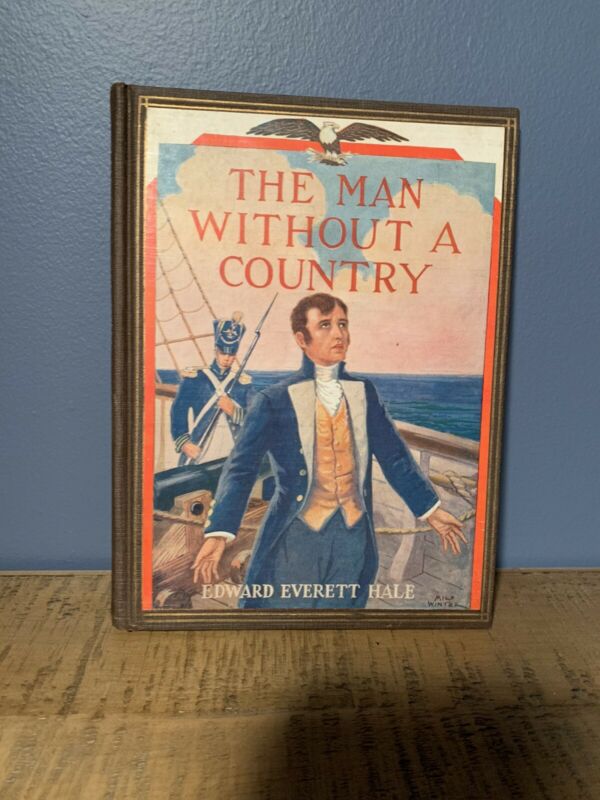 THE MAN
WITHOUT A
COUNTRY
EDWARD EVERETT HALE
MILO
WINTER